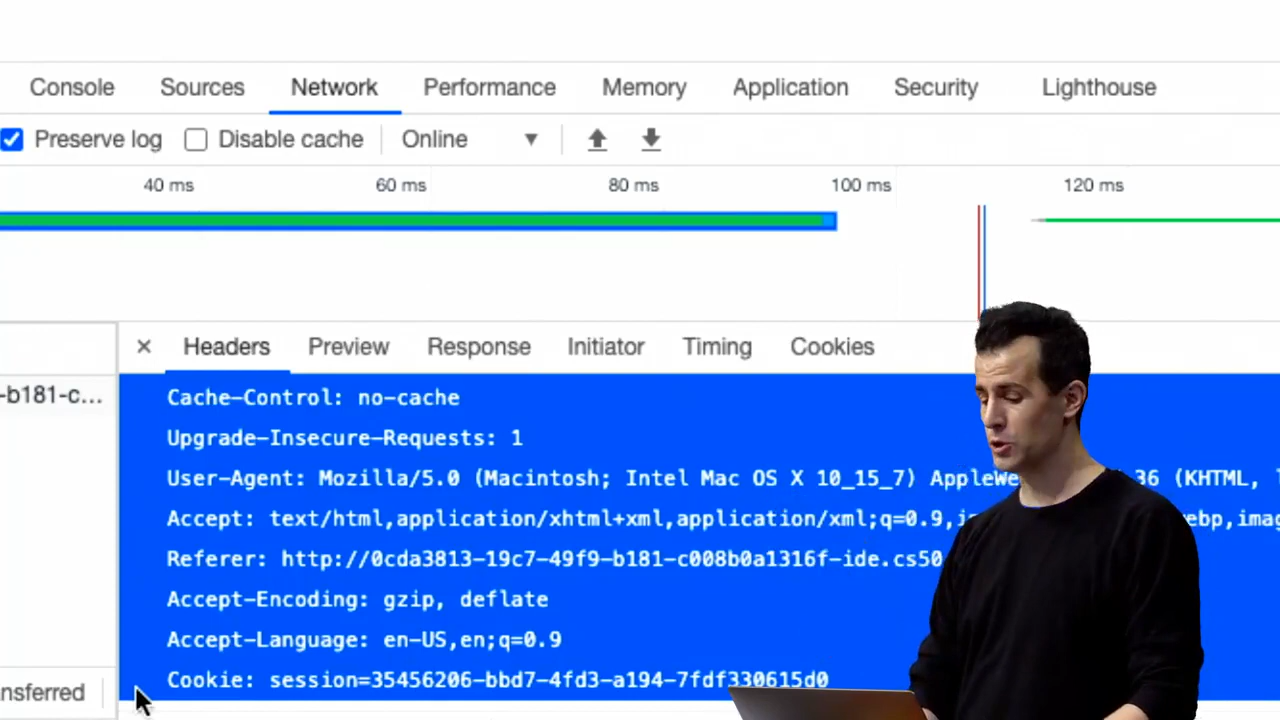 Console Sources Network Performance Memory Application Security Lighthouse
Preserve log Disable cache Online
40 ms 60 ms 80 ms 100 ms 120 ms
Headers Preview Response Initiator Timing Cookies
-b181-c...
Cache-Control: no-cache
Upgrade-Insecure-Requests: 1
User-Agent: Mozilla/5.0 (Macintosh; Intel Mac OS X 10_15_7) AppleWe 36 (KHTML,
Accept: text/html,application/xhtml+xml,application/xml;q=0.9,i ebp,imag
Referer: http://0cda3813-19c7-49f9-b181-c008b0a1316f-ide.cs50
Accept-Encoding: gzip, deflate
Accept-Language: en-US,en;q=0.9
Cookie: session=35456206-bbd7-4fd3-a194-7fdf330615d0
nsferred